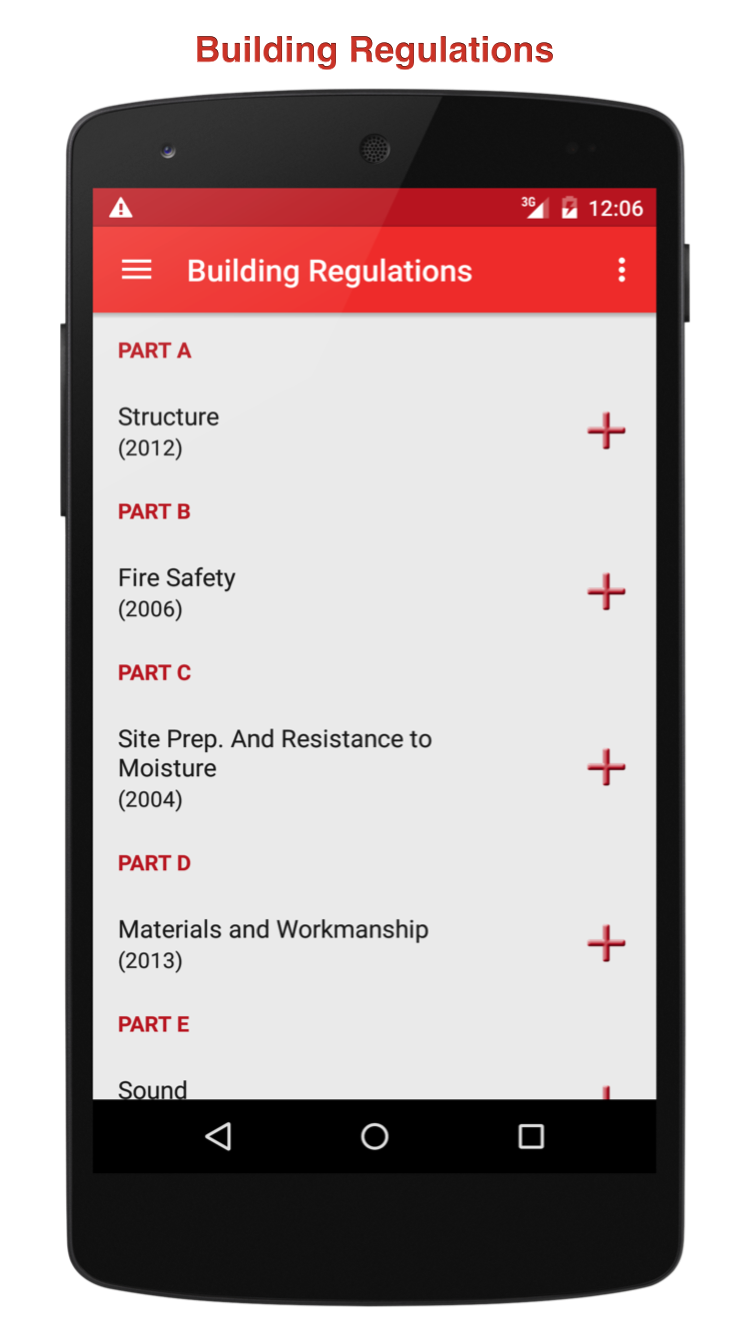 Building Regulations
3G 12:06
Building Regulations
PART A
Structure
(2012)
PART B
Fire Safety
(2006)
PART C
Site Prep. And Resistance to
Moisture
(2004)
PART D
Materials and Workmanship
(2013)
PART E
Sound